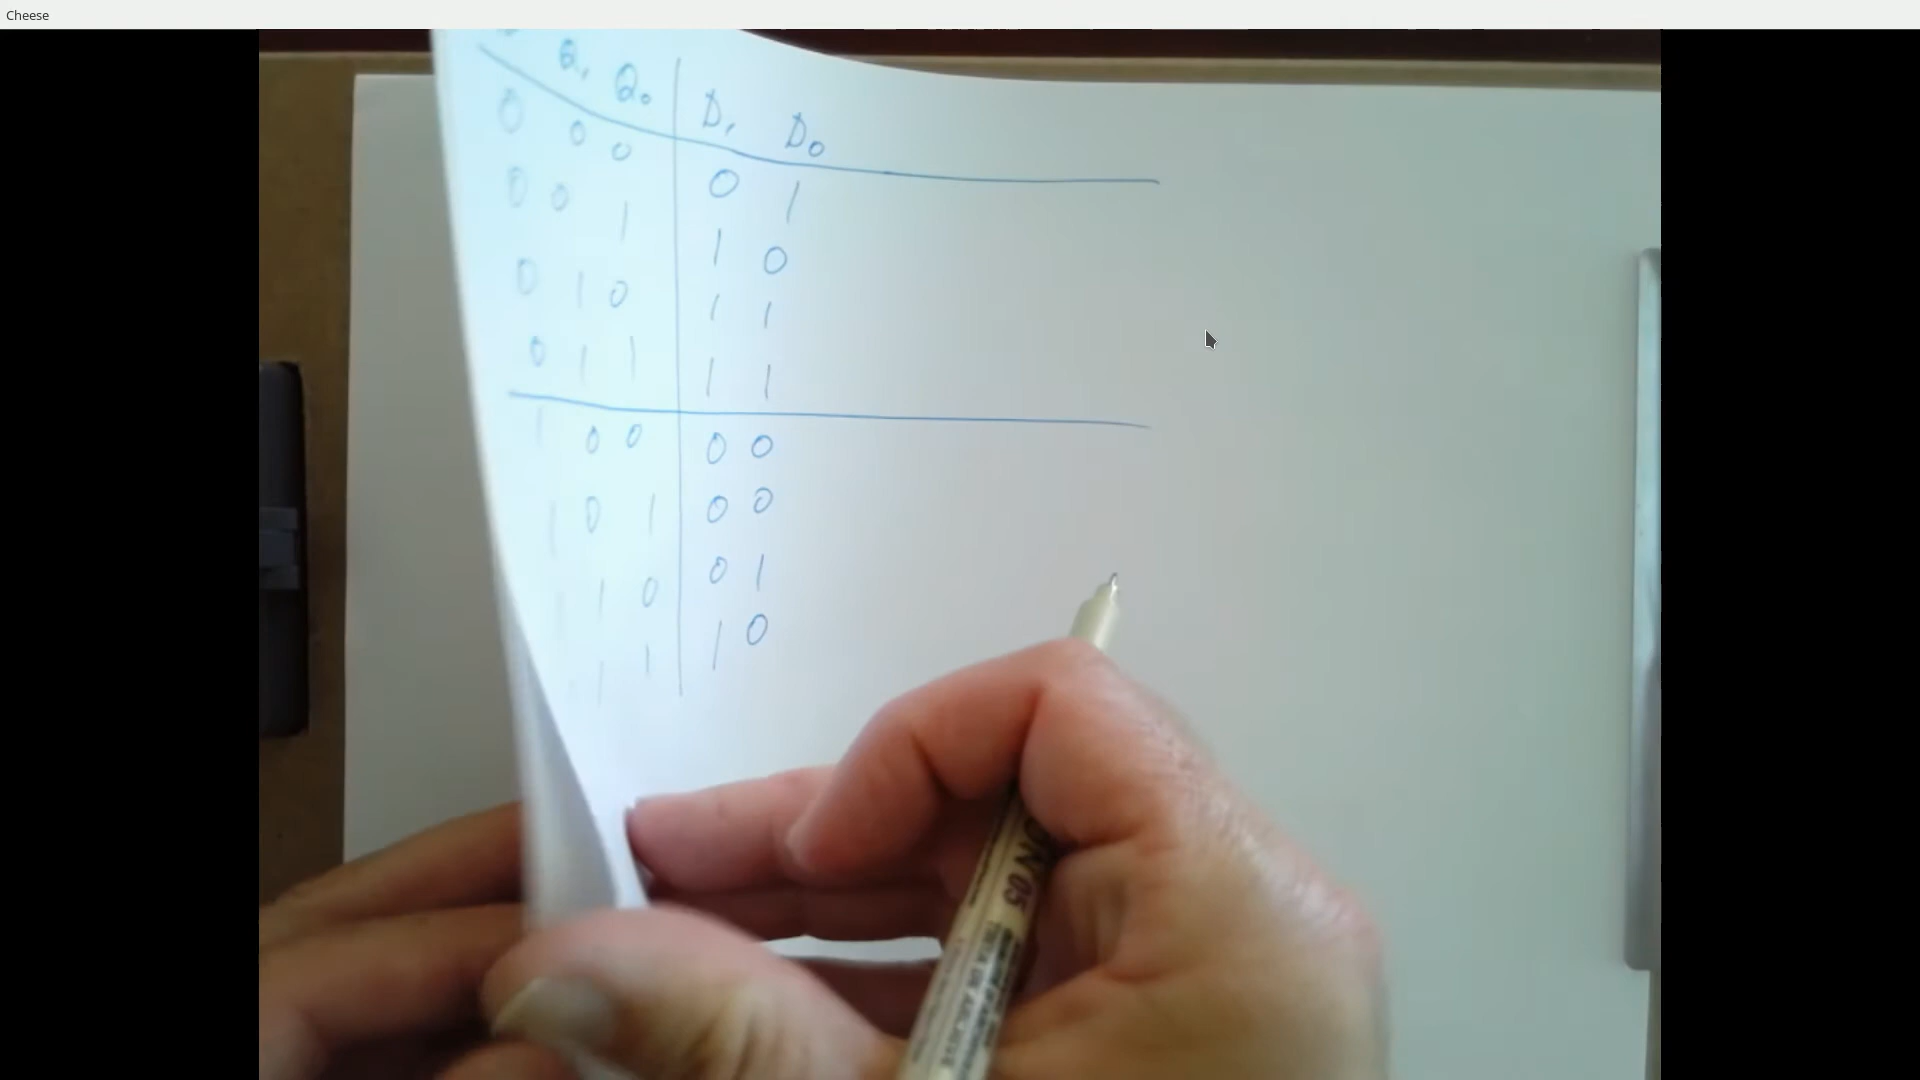 Cheese
Q₁ Q₀ D₁ D₀
0 0 0 0 1
0 0 1 1 0
0 1 0 1 1
0 1 1 1 1
1 0 0 0 0
1 0 1 0 0
1 1 0 0 1
1 1 1 1 0
05